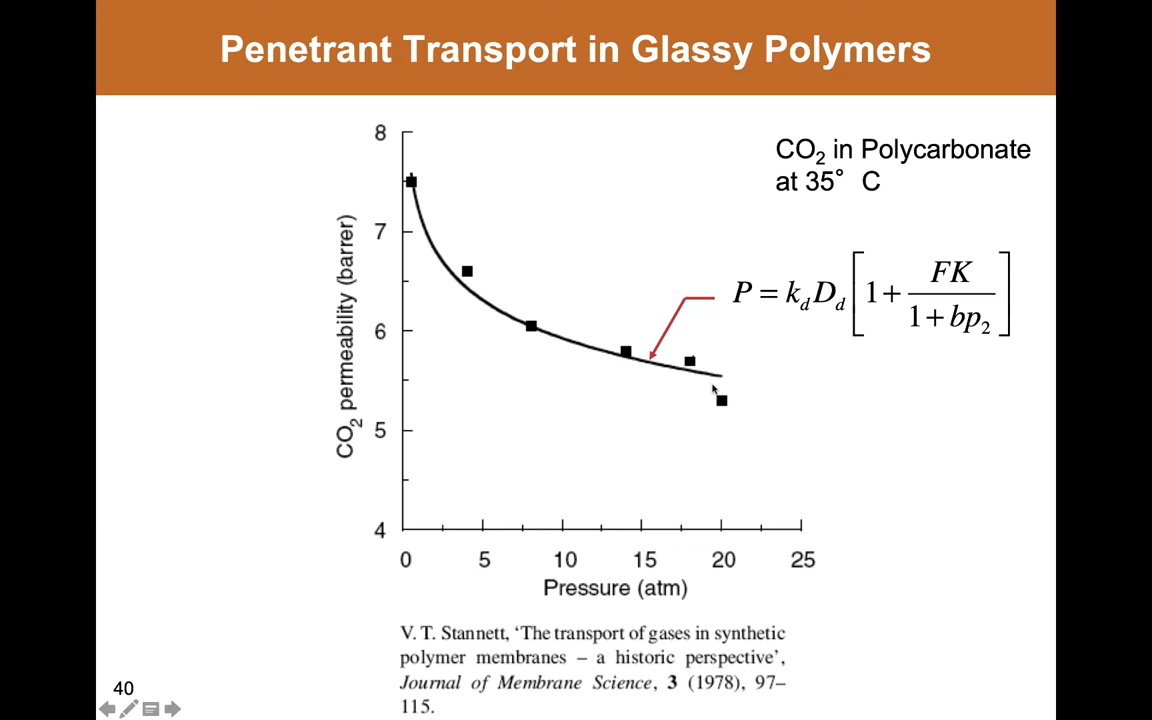 Penetrant Transport in Glassy Polymers
CO₂ in Polycarbonate
at 35° C
8
7
6
5
4
CO₂ permeability (barrer)
P = k_d D_d [1 + FK / (1 + bp₂)]
0 5 10 15 20 25
Pressure (atm)
V. T. Stannett, ‘The transport of gases in synthetic
polymer membranes – a historic perspective’,
Journal of Membrane Science, 3 (1978), 97–
115.
40